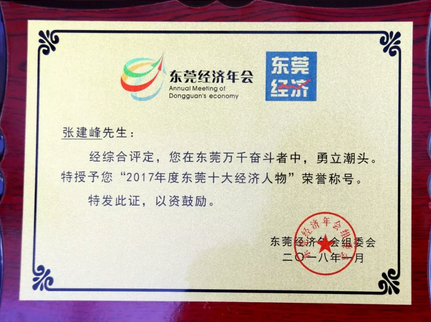 东莞经济年会
Annual Meeting of
Dongguan's economy
东莞
经济
张建峰先生：
经综合评定，您在东莞万千奋斗者中，勇立潮头。
特授予您“2017年度东莞十大经济人物”荣誉称号。
特发此证，以资鼓励。
东莞经济年会组委会
二〇一八年一月